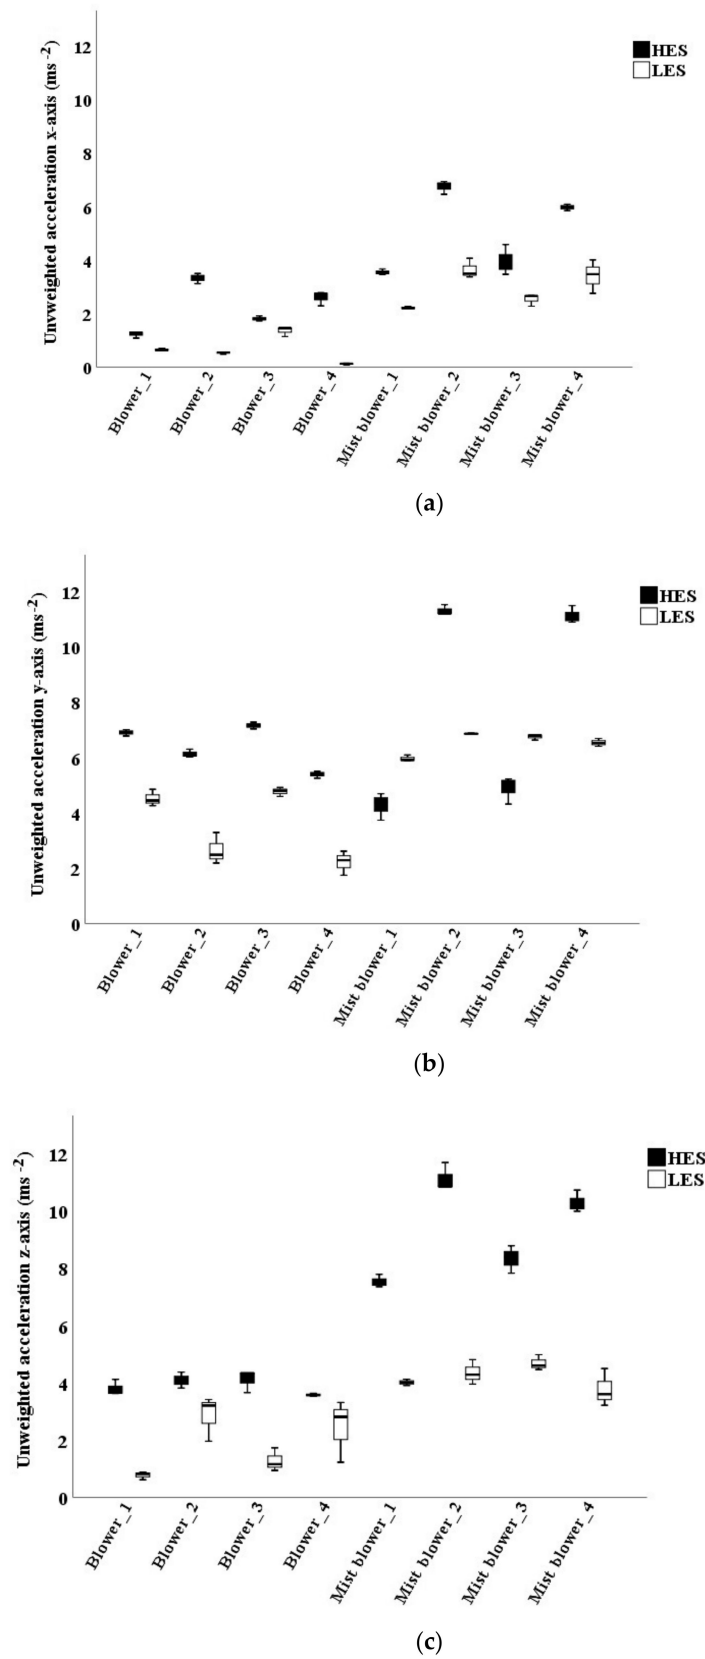 Unvweighted acceleration x-axis (ms⁻²)
12
10
8
6
4
2
0
HES
LES
Blower_1
Blower_2
Blower_3
Blower_4
Mist blower_1
Mist blower_2
Mist blower_3
Mist blower_4
(a)
Unweighted acceleration y-axis (ms⁻²)
12
10
8
6
4
2
0
HES
LES
Blower_1
Blower_2
Blower_3
Blower_4
Mist blower_1
Mist blower_2
Mist blower_3
Mist blower_4
(b)
Unweighted acceleration z-axis (ms⁻²)
12
10
8
6
4
2
0
HES
LES
Blower_1
Blower_2
Blower_3
Blower_4
Mist blower_1
Mist blower_2
Mist blower_3
Mist blower_4
(c)